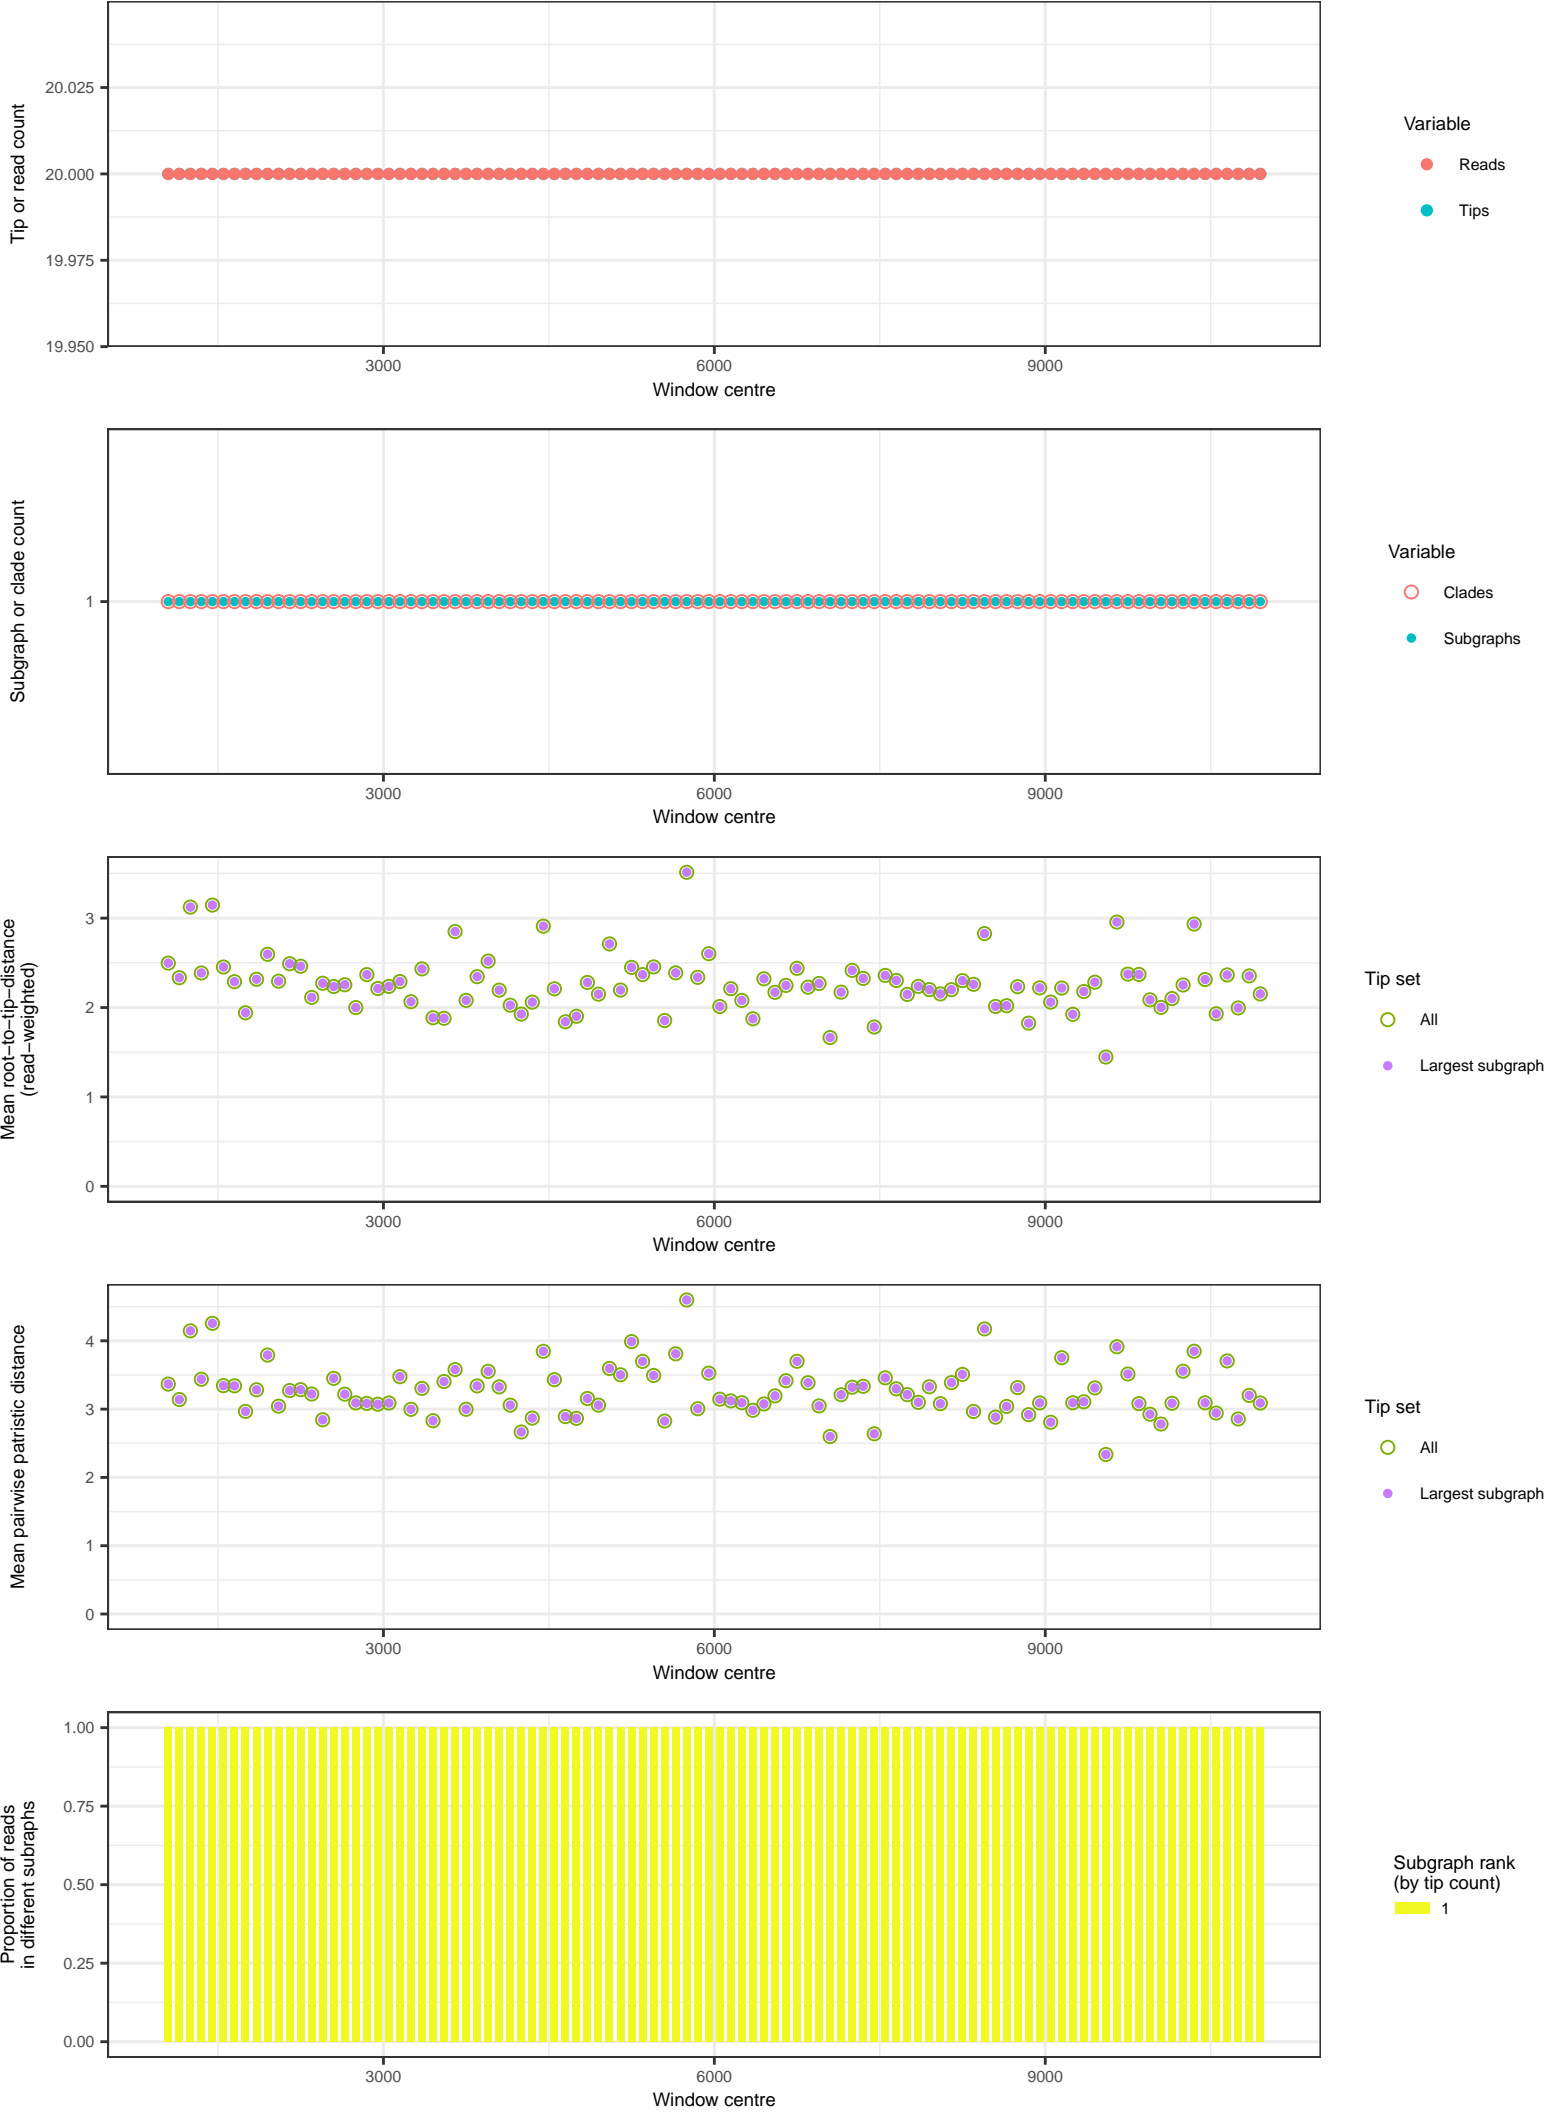 20.025
20.000
19.975
19.950
Tip or read count
3000 6000 9000
Window centre
Variable
Reads
Tips
1
Subgraph or clade count
3000 6000 9000
Window centre
Variable
Clades
Subgraphs
3
2
1
0
Mean root−to−tip−distance
(read−weighted)
3000 6000 9000
Window centre
Tip set
All
Largest subgraph
4
3
2
1
0
Mean pairwise patristic distance
3000 6000 9000
Window centre
Tip set
All
Largest subgraph
1.00
0.75
0.50
0.25
0.00
Proportion of reads
in different subraphs
3000 6000 9000
Window centre
Subgraph rank
(by tip count)
1